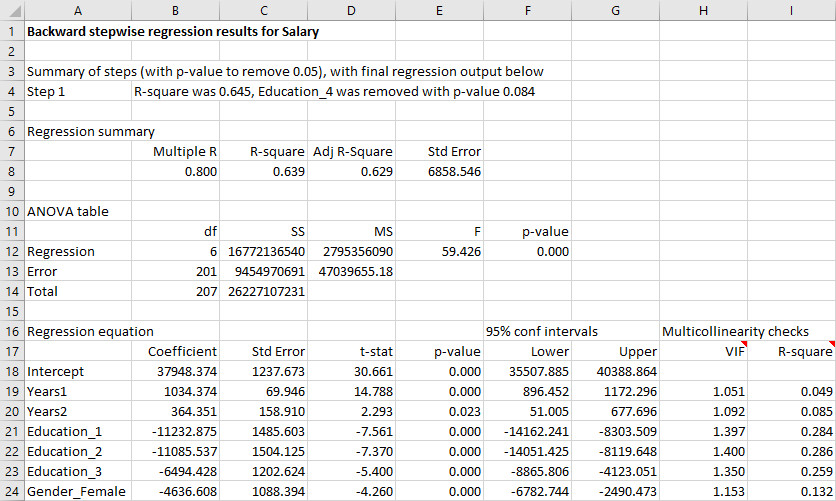 A B C D E F G H I
1 Backward stepwise regression results for Salary
2
3 Summary of steps (with p-value to remove 0.05), with final regression output below
4 Step 1 R-square was 0.645, Education_4 was removed with p-value 0.084
5
6 Regression summary
7 Multiple R R-square Adj R-Square Std Error
8 0.800 0.639 0.629 6858.546
9
10 ANOVA table
11 df SS MS F p-value
12 Regression 6 16772136540 2795356090 59.426 0.000
13 Error 201 9454970691 47039655.18
14 Total 207 26227107231
15
16 Regression equation 95% conf intervals Multicollinearity checks
17 Coefficient Std Error t-stat p-value Lower Upper VIF R-square
18 Intercept 37948.374 1237.673 30.661 0.000 35507.885 40388.864
19 Years1 1034.374 69.946 14.788 0.000 896.452 1172.296 1.051 0.049
20 Years2 364.351 158.910 2.293 0.023 51.005 677.696 1.092 0.085
21 Education_1 -11232.875 1485.603 -7.561 0.000 -14162.241 -8303.509 1.397 0.284
22 Education_2 -11085.537 1504.125 -7.370 0.000 -14051.425 -8119.648 1.400 0.286
23 Education_3 -6494.428 1202.624 -5.400 0.000 -8865.806 -4123.051 1.350 0.259
24 Gender_Female -4636.608 1088.394 -4.260 0.000 -6782.744 -2490.473 1.153 0.132